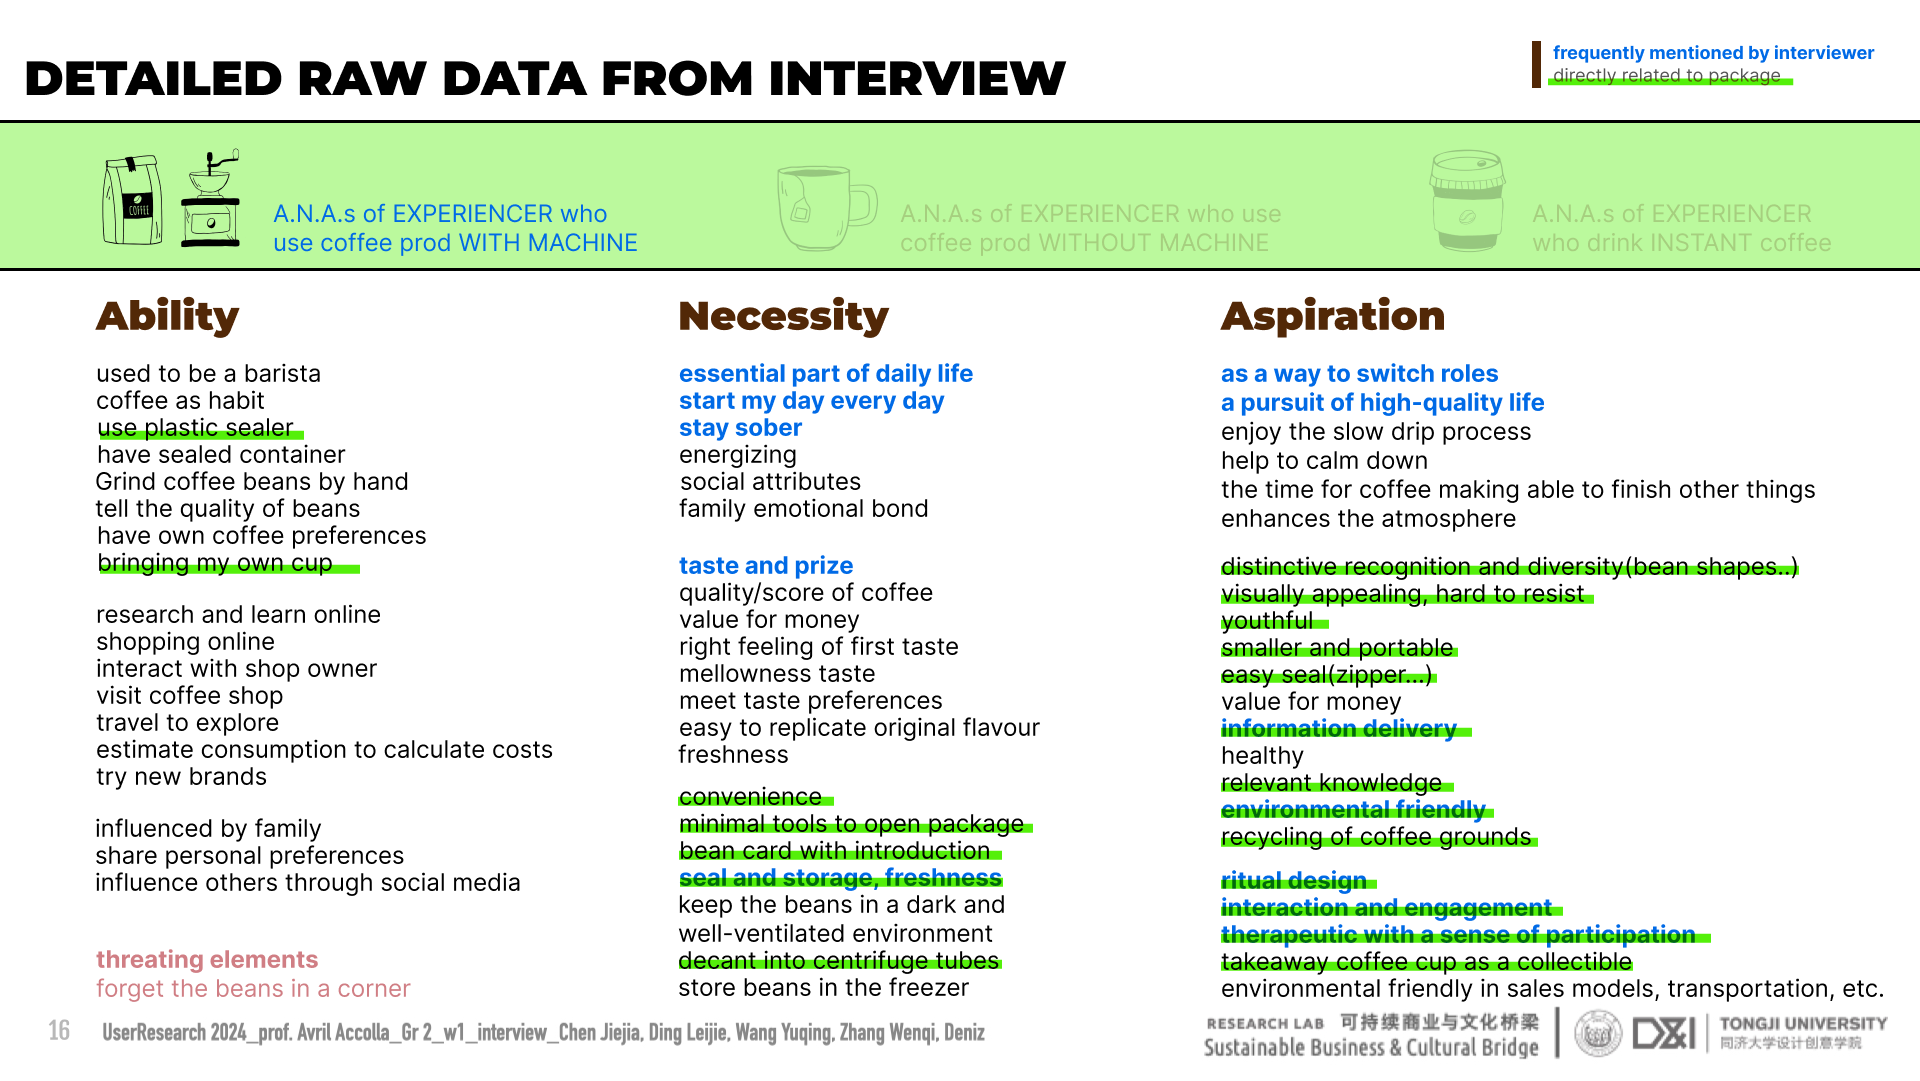 DETAILED RAW DATA FROM INTERVIEW
frequently mentioned by interviewer
directly related to package
COFFEE
A.N.A.s of EXPERIENCER who
use coffee prod WITH MACHINE
A.N.A.s of EXPERIENCER who use
coffee prod WITHOUT MACHINE
A.N.A.s of EXPERIENCER
who drink INSTANT coffee
Ability
used to be a barista
coffee as habit
use plastic sealer
have sealed container
Grind coffee beans by hand
tell the quality of beans
have own coffee preferences
bringing my own cup
research and learn online
shopping online
interact with shop owner
visit coffee shop
travel to explore
estimate consumption to calculate costs
try new brands
influenced by family
share personal preferences
influence others through social media
threating elements
forget the beans in a corner
Necessity
essential part of daily life
start my day every day
stay sober
energizing
social attributes
family emotional bond
taste and prize
quality/score of coffee
value for money
right feeling of first taste
mellowness taste
meet taste preferences
easy to replicate original flavour
freshness
convenience
minimal tools to open package
bean card with introduction
seal and storage, freshness
keep the beans in a dark and
well-ventilated environment
decant into centrifuge tubes
store beans in the freezer
Aspiration
as a way to switch roles
a pursuit of high-quality life
enjoy the slow drip process
help to calm down
the time for coffee making able to finish other things
enhances the atmosphere
distinctive recognition and diversity(bean shapes..)
visually appealing, hard to resist
youthful
smaller and portable
easy seal(zipper...)
value for money
information delivery
healthy
relevant knowledge
environmental friendly
recycling of coffee grounds
ritual design
interaction and engagement
therapeutic with a sense of participation
takeaway coffee cup as a collectible
environmental friendly in sales models, transportation, etc.
16
UserResearch 2024_prof. Avril Accolla_Gr 2_w1_interview_Chen Jiejia, Ding Leijie, Wang Yuqing, Zhang Wenqi, Deniz
RESEARCH LAB 可持续商业与文化桥梁
Sustainable Business & Cultural Bridge
D&I
TONGJI UNIVERSITY
同济大学设计创意学院